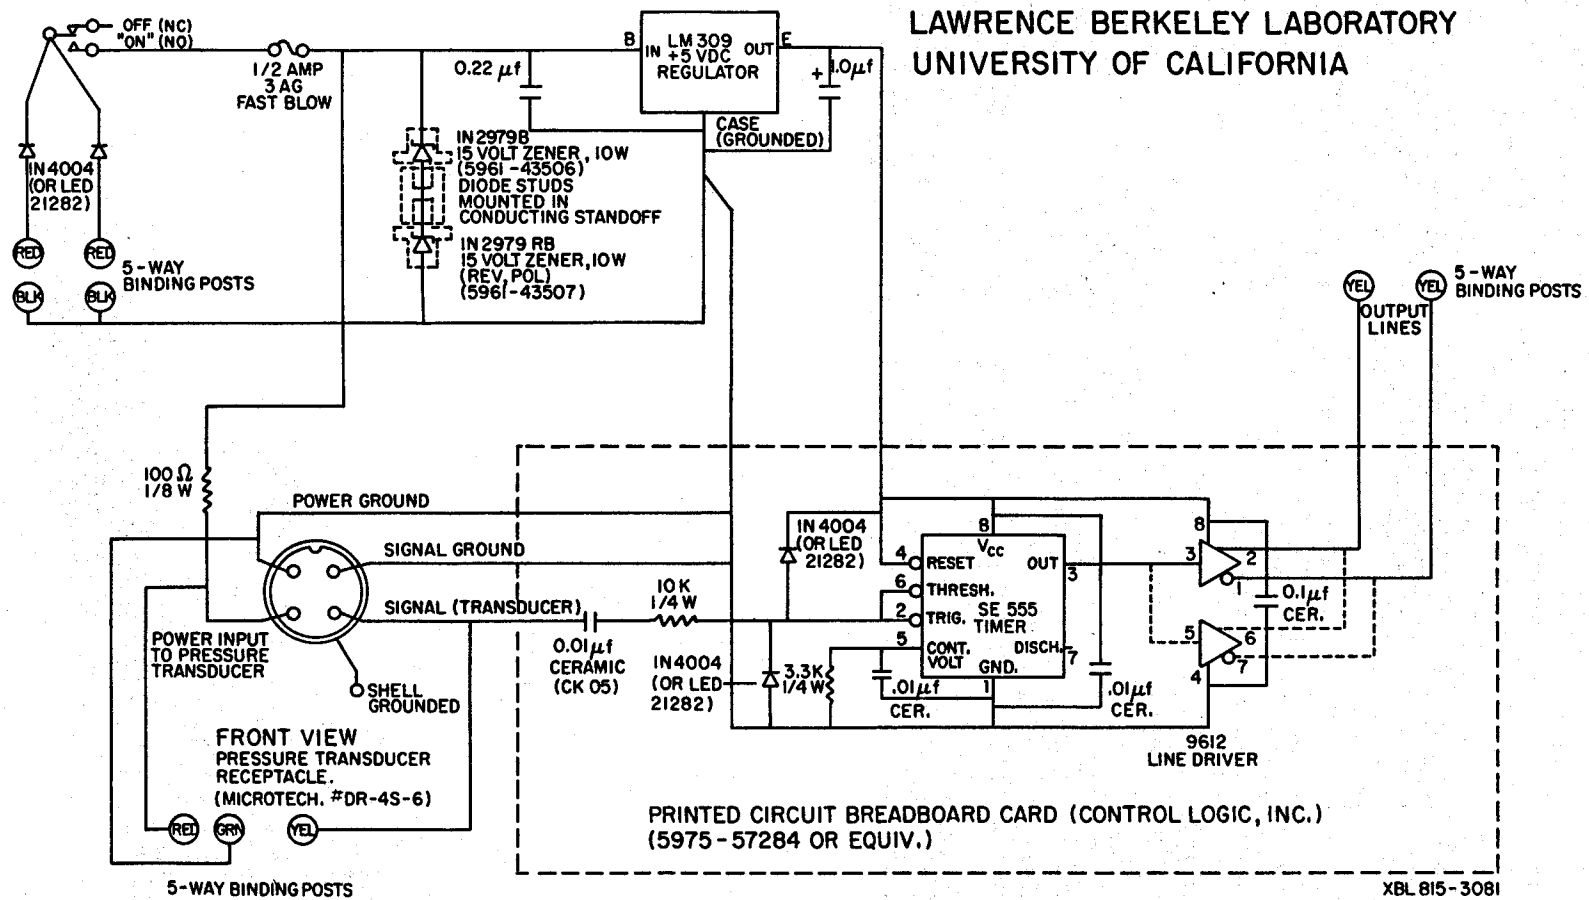 LAWRENCE BERKELEY LABORATORY
UNIVERSITY OF CALIFORNIA
OFF (NC)
"ON" (NO)
1/2 AMP
3 AG
FAST BLOW
0.22 µf
B
IN
LM 309
+5 VDC
REGULATOR
OUT
E
+
1.0µf
CASE
(GROUNDED)
IN 4004
(OR LED
21282)
RED
RED
BLK
BLK
5-WAY
BINDING POSTS
IN 2979B
15 VOLT ZENER, 10W
(5961-43506)
DIODE STUDS
MOUNTED IN
CONDUCTING STANDOFF
IN 2979 RB
15 VOLT ZENER, 10W
(REV, POL)
(5961-43507)
YEL
YEL
5-WAY
BINDING POSTS
OUTPUT
LINES
100 Ω
1/8 W
POWER GROUND
SIGNAL GROUND
SIGNAL (TRANSDUCER)
POWER INPUT
TO PRESSURE
TRANSDUCER
SHELL
GROUNDED
0.01µf
CERAMIC
(CK 05)
10 K
1/4 W
IN 4004
(OR LED
21282)
IN4004
(OR LED
21282)
3.3K
1/4 W
.01µf
CER.
8
VCC
4
RESET
OUT
3
6
THRESH.
2
TRIG.
SE 555
TIMER
5
CONT.
VOLT
DISCH.
7
GND.
1
.01µf
CER.
8
3
2
1
0.1µf
CER.
5
6
7
4
9612
LINE DRIVER
FRONT VIEW
PRESSURE TRANSDUCER
RECEPTACLE.
(MICROTECH. #DR-4S-6)
RED
GRN
YEL
5-WAY BINDING POSTS
PRINTED CIRCUIT BREADBOARD CARD (CONTROL LOGIC, INC.)
(5975-57284 OR EQUIV.)
XBL 815-3081